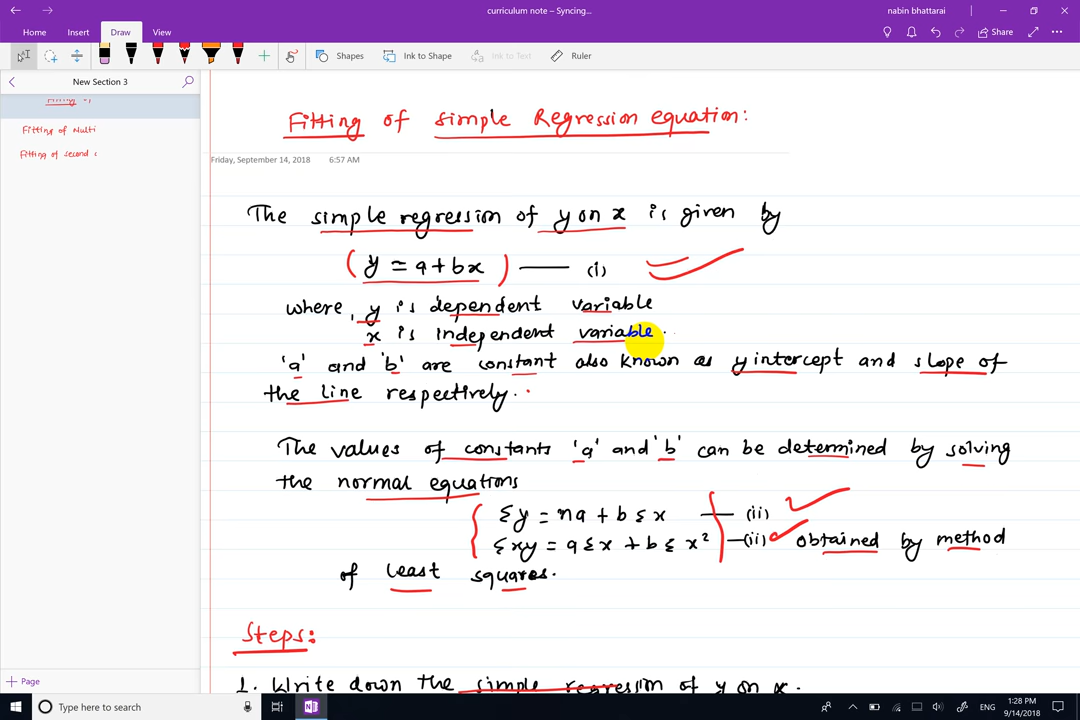 curriculum note - Syncing...
nabin bhattarai
Home Insert Draw View
Share
Shapes Ink to Shape Ink to Text Ruler
New Section 3
Fitting of Multi
Fitting of second
Fitting of simple Regression equation:
Friday, September 14, 2018 6:57 AM
The simple regression of y on x is given by
(y = a+bx) —— (i)
where, y is dependent variable
x is independent variable.
'a' and 'b' are constant also known as y intercept and slope of
the line respectively.
The values of constants 'a' and 'b' can be determined by solving
the normal equations
Σy = na + bΣx —— (ii)
Σxy = aΣx + bΣx² —(ii) obtained by method
of least squares.
Steps:
1. Write down the simple regression of y on x.
Page
Type here to search
1:28 PM
9/14/2018